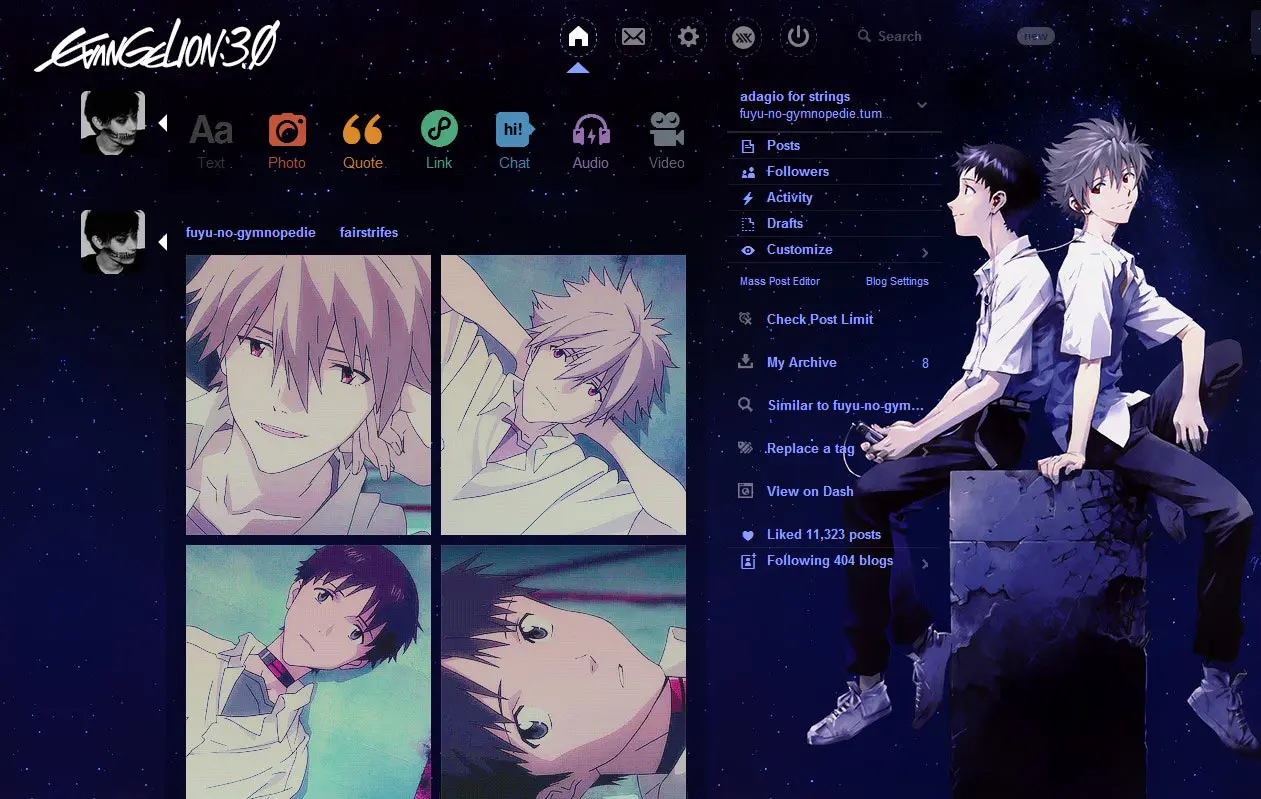 EVANGELION:3.0
Search
new
Aa
Text
Photo
Quote
Link
hi!
Chat
Audio
Video
adagio for strings
fuyu-no-gymnopedie.tum...
Posts
Followers
Activity
Drafts
Customize
Mass Post Editor Blog Settings
Check Post Limit
My Archive 8
Similar to fuyu-no-gym...
Replace a tag
View on Dash
Liked 11,323 posts
Following 404 blogs
fuyu-no-gymnopedie fairstrifes